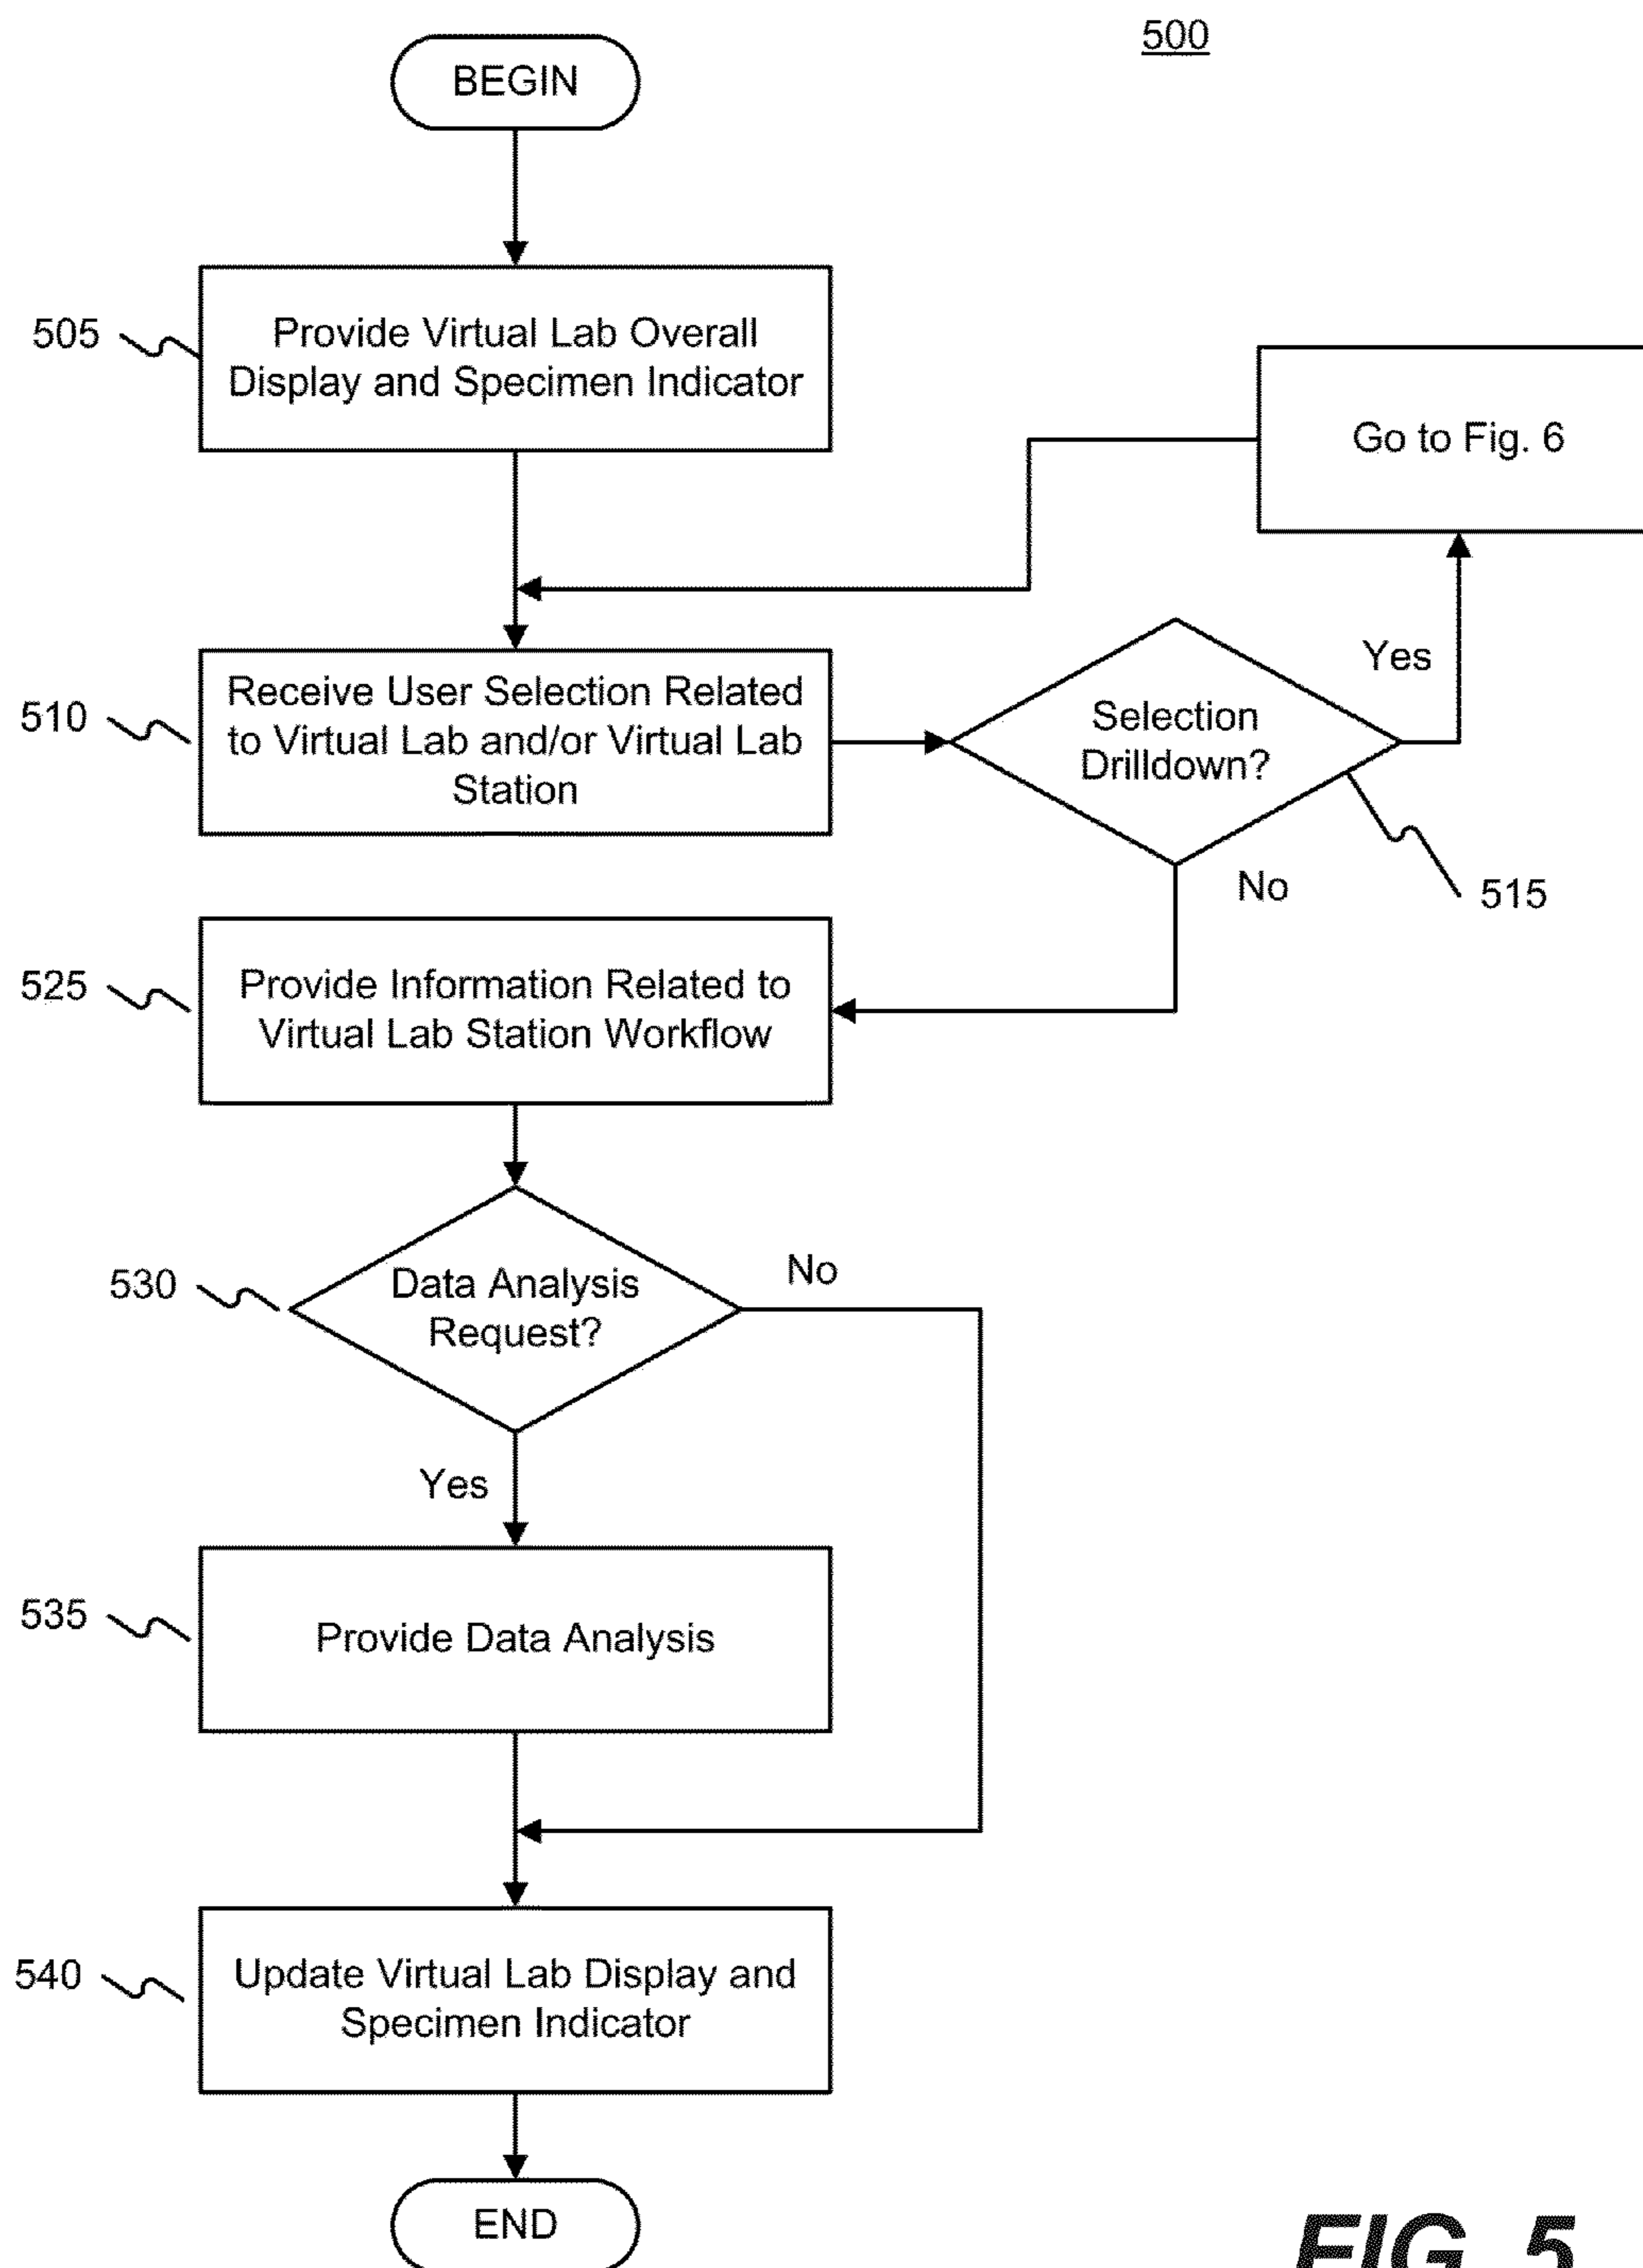 500
BEGIN
505
Provide Virtual Lab Overall
Display and Specimen Indicator
Go to Fig. 6
510
Receive User Selection Related
to Virtual Lab and/or Virtual Lab
Station
Selection
Drilldown?
Yes
No
515
525
Provide Information Related to
Virtual Lab Station Workflow
530
Data Analysis
Request?
No
Yes
535
Provide Data Analysis
540
Update Virtual Lab Display and
Specimen Indicator
END
FIG. 5